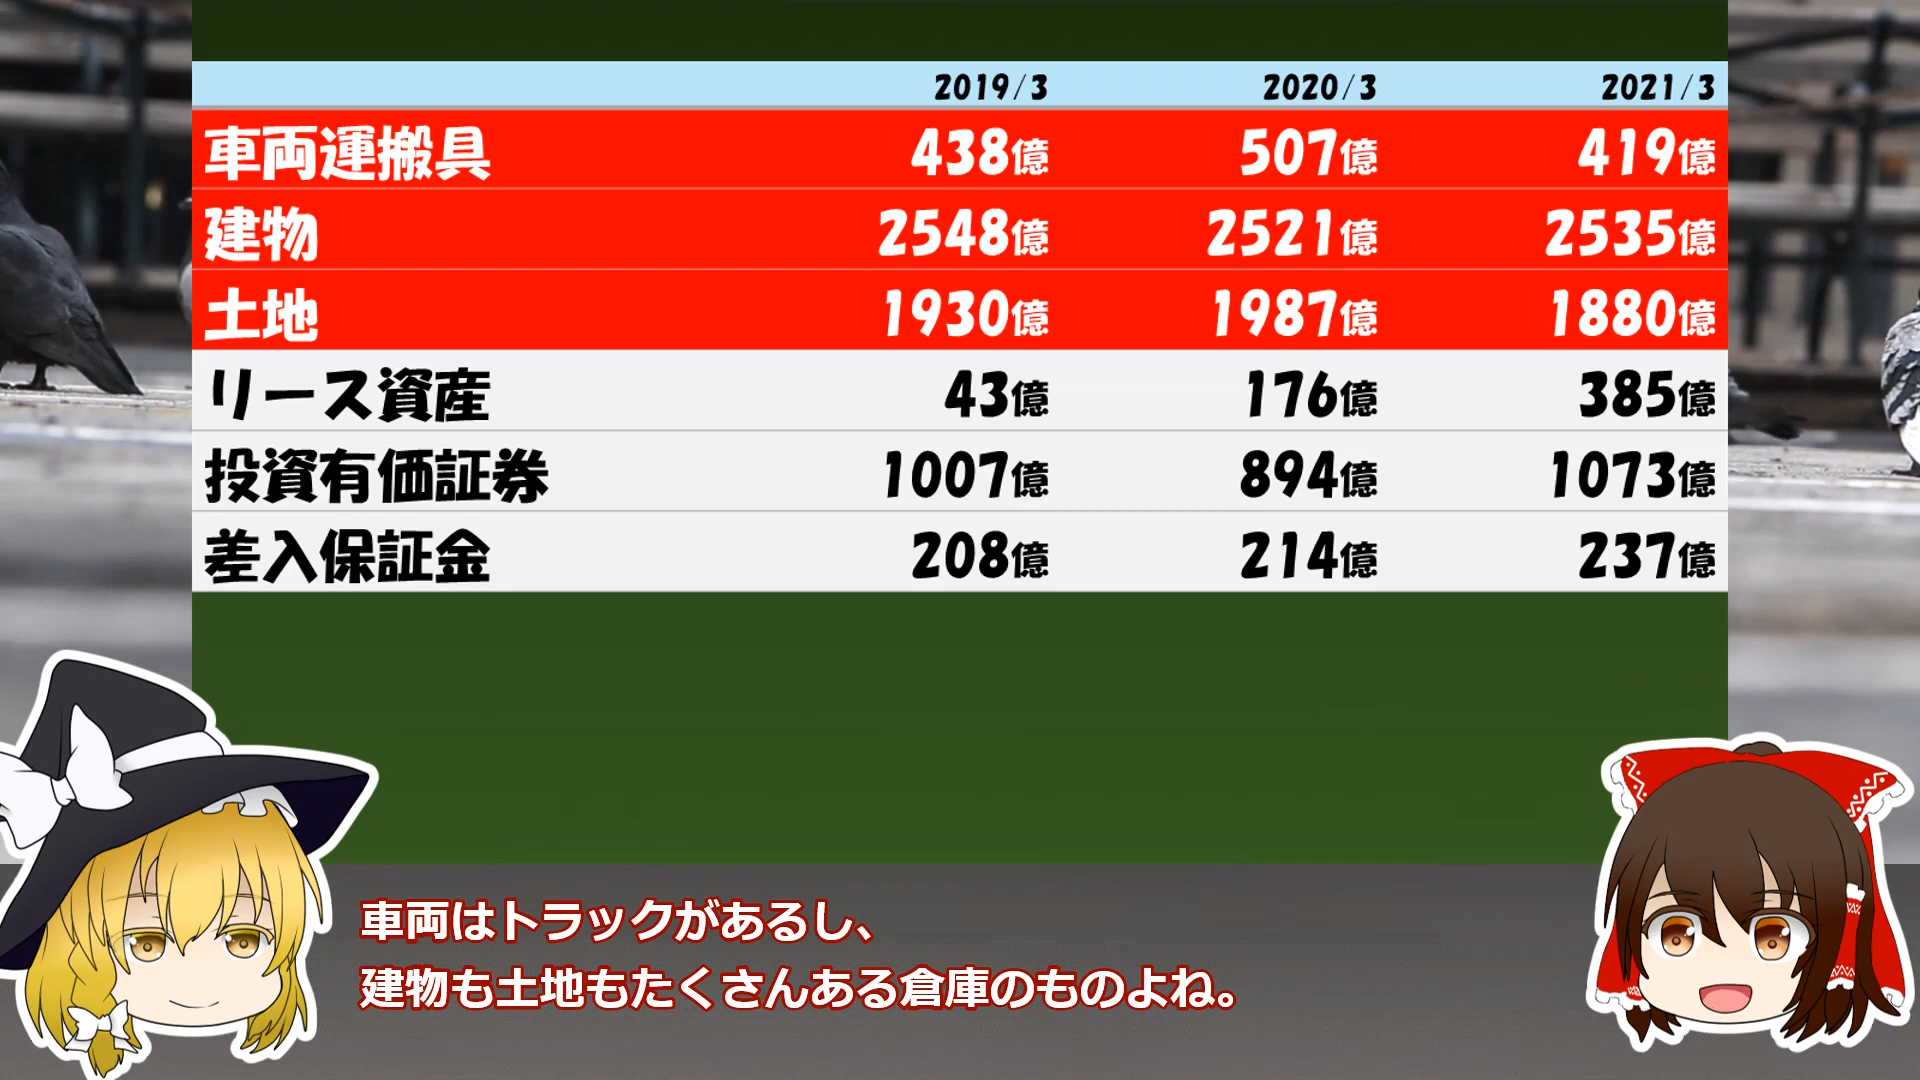 2019/3 2020/3 2021/3
車両運搬具 438億 507億 419億
建物 2548億 2521億 2535億
土地 1930億 1987億 1880億
リース資産 43億 176億 385億
投資有価証券 1007億 894億 1073億
差入保証金 208億 214億 237億
車両はトラックがあるし、
建物も土地もたくさんある倉庫のものよね。